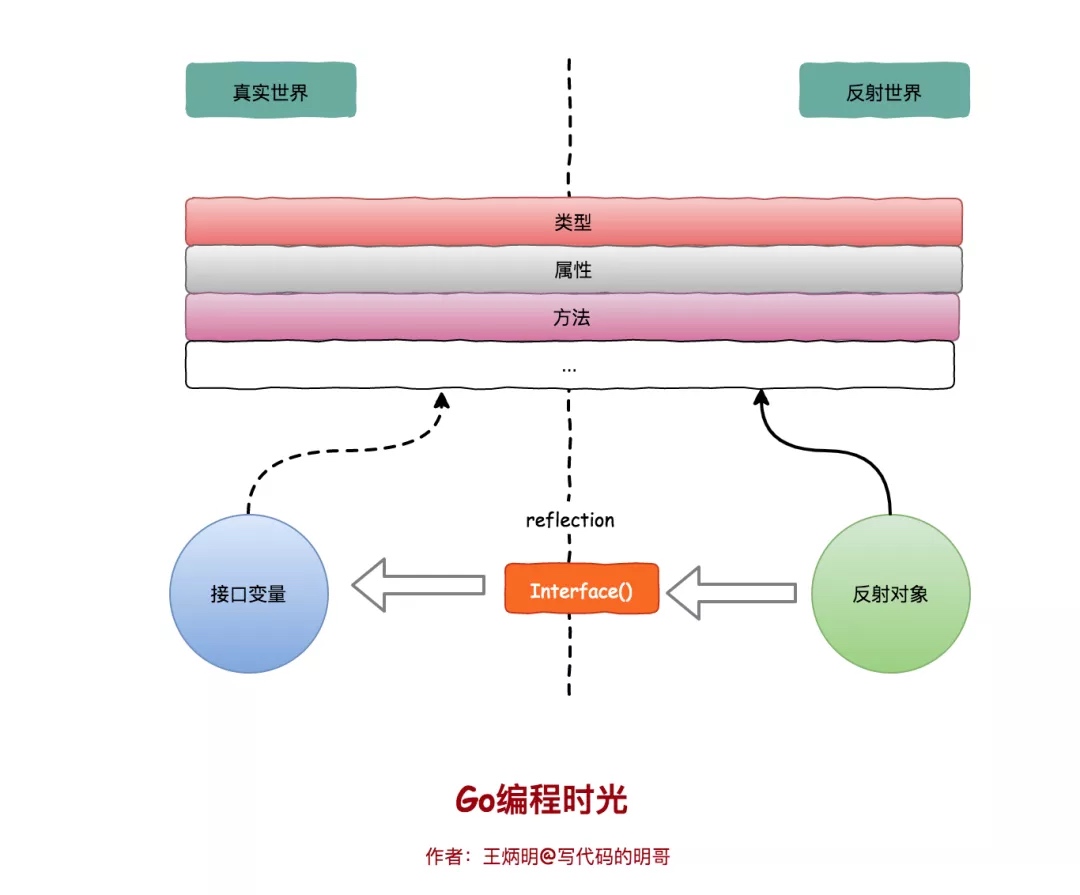 真实世界
反射世界
类型
属性
方法
...
reflection
接口变量
Interface()
反射对象
Go编程时光
作者：王炳明@写代码的明哥